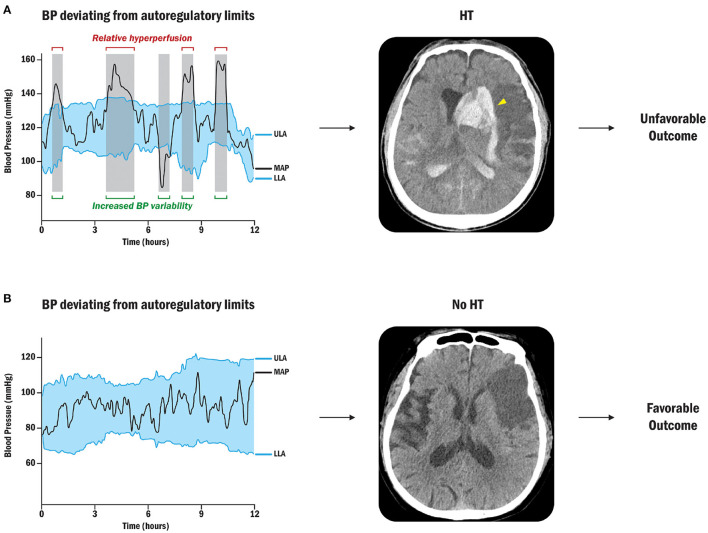 A
BP deviating from autoregulatory limits
HT
Relative hyperperfusion
Blood Pressue (mmHg)
160
140
120
100
80
ULA
MAP
LLA
Increased BP variability
0
3
6
9
12
Time (hours)
Unfavorable
Outcome
B
BP deviating from autoregulatory limits
No HT
Blood Pressue (mmHg)
120
100
80
60
ULA
MAP
LLA
0
3
6
9
12
Time (hours)
Favorable
Outcome